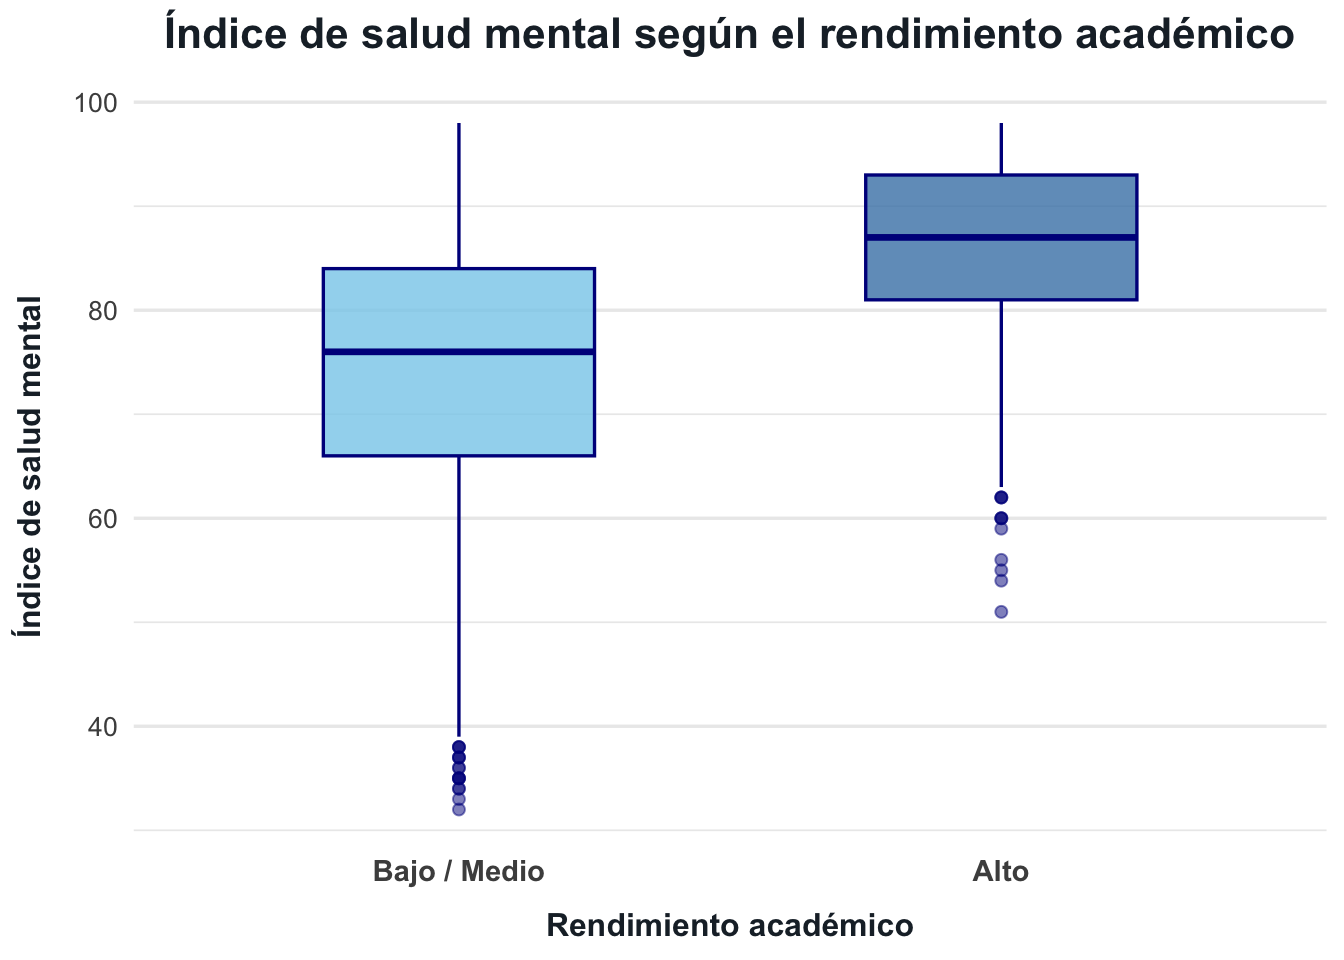 Índice de salud mental según el rendimiento académico
Índice de salud mental
100
80
60
40
Bajo / Medio
Alto
Rendimiento académico